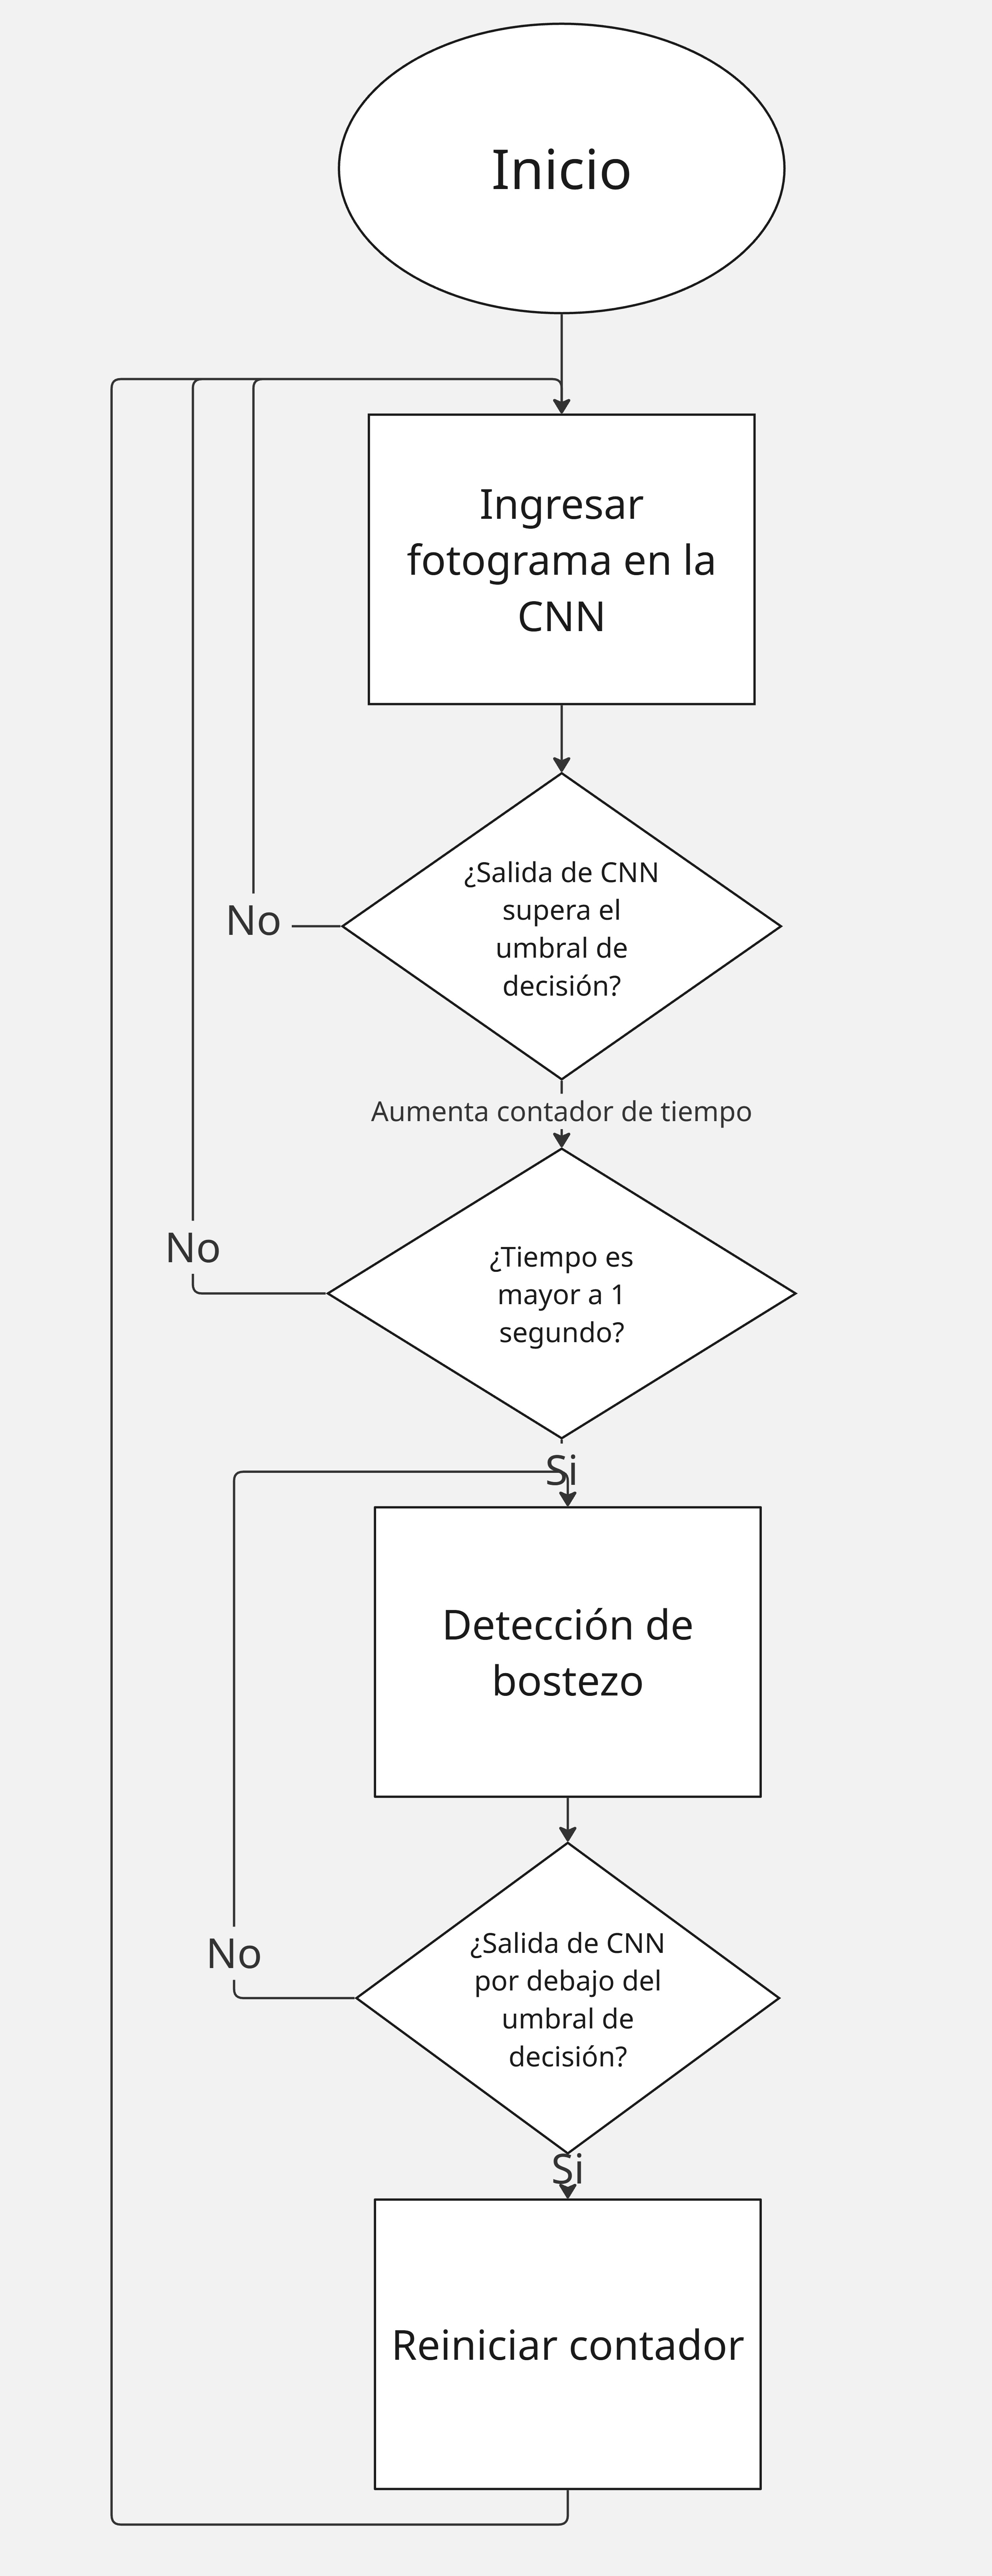 Inicio
Ingresar
fotograma en la
CNN
¿Salida de CNN
supera el
umbral de
decisión?
No
Aumenta contador de tiempo
¿Tiempo es
mayor a 1
segundo?
No
Si
Detección de
bostezo
¿Salida de CNN
por debajo del
umbral de
decisión?
No
Si
Reiniciar contador